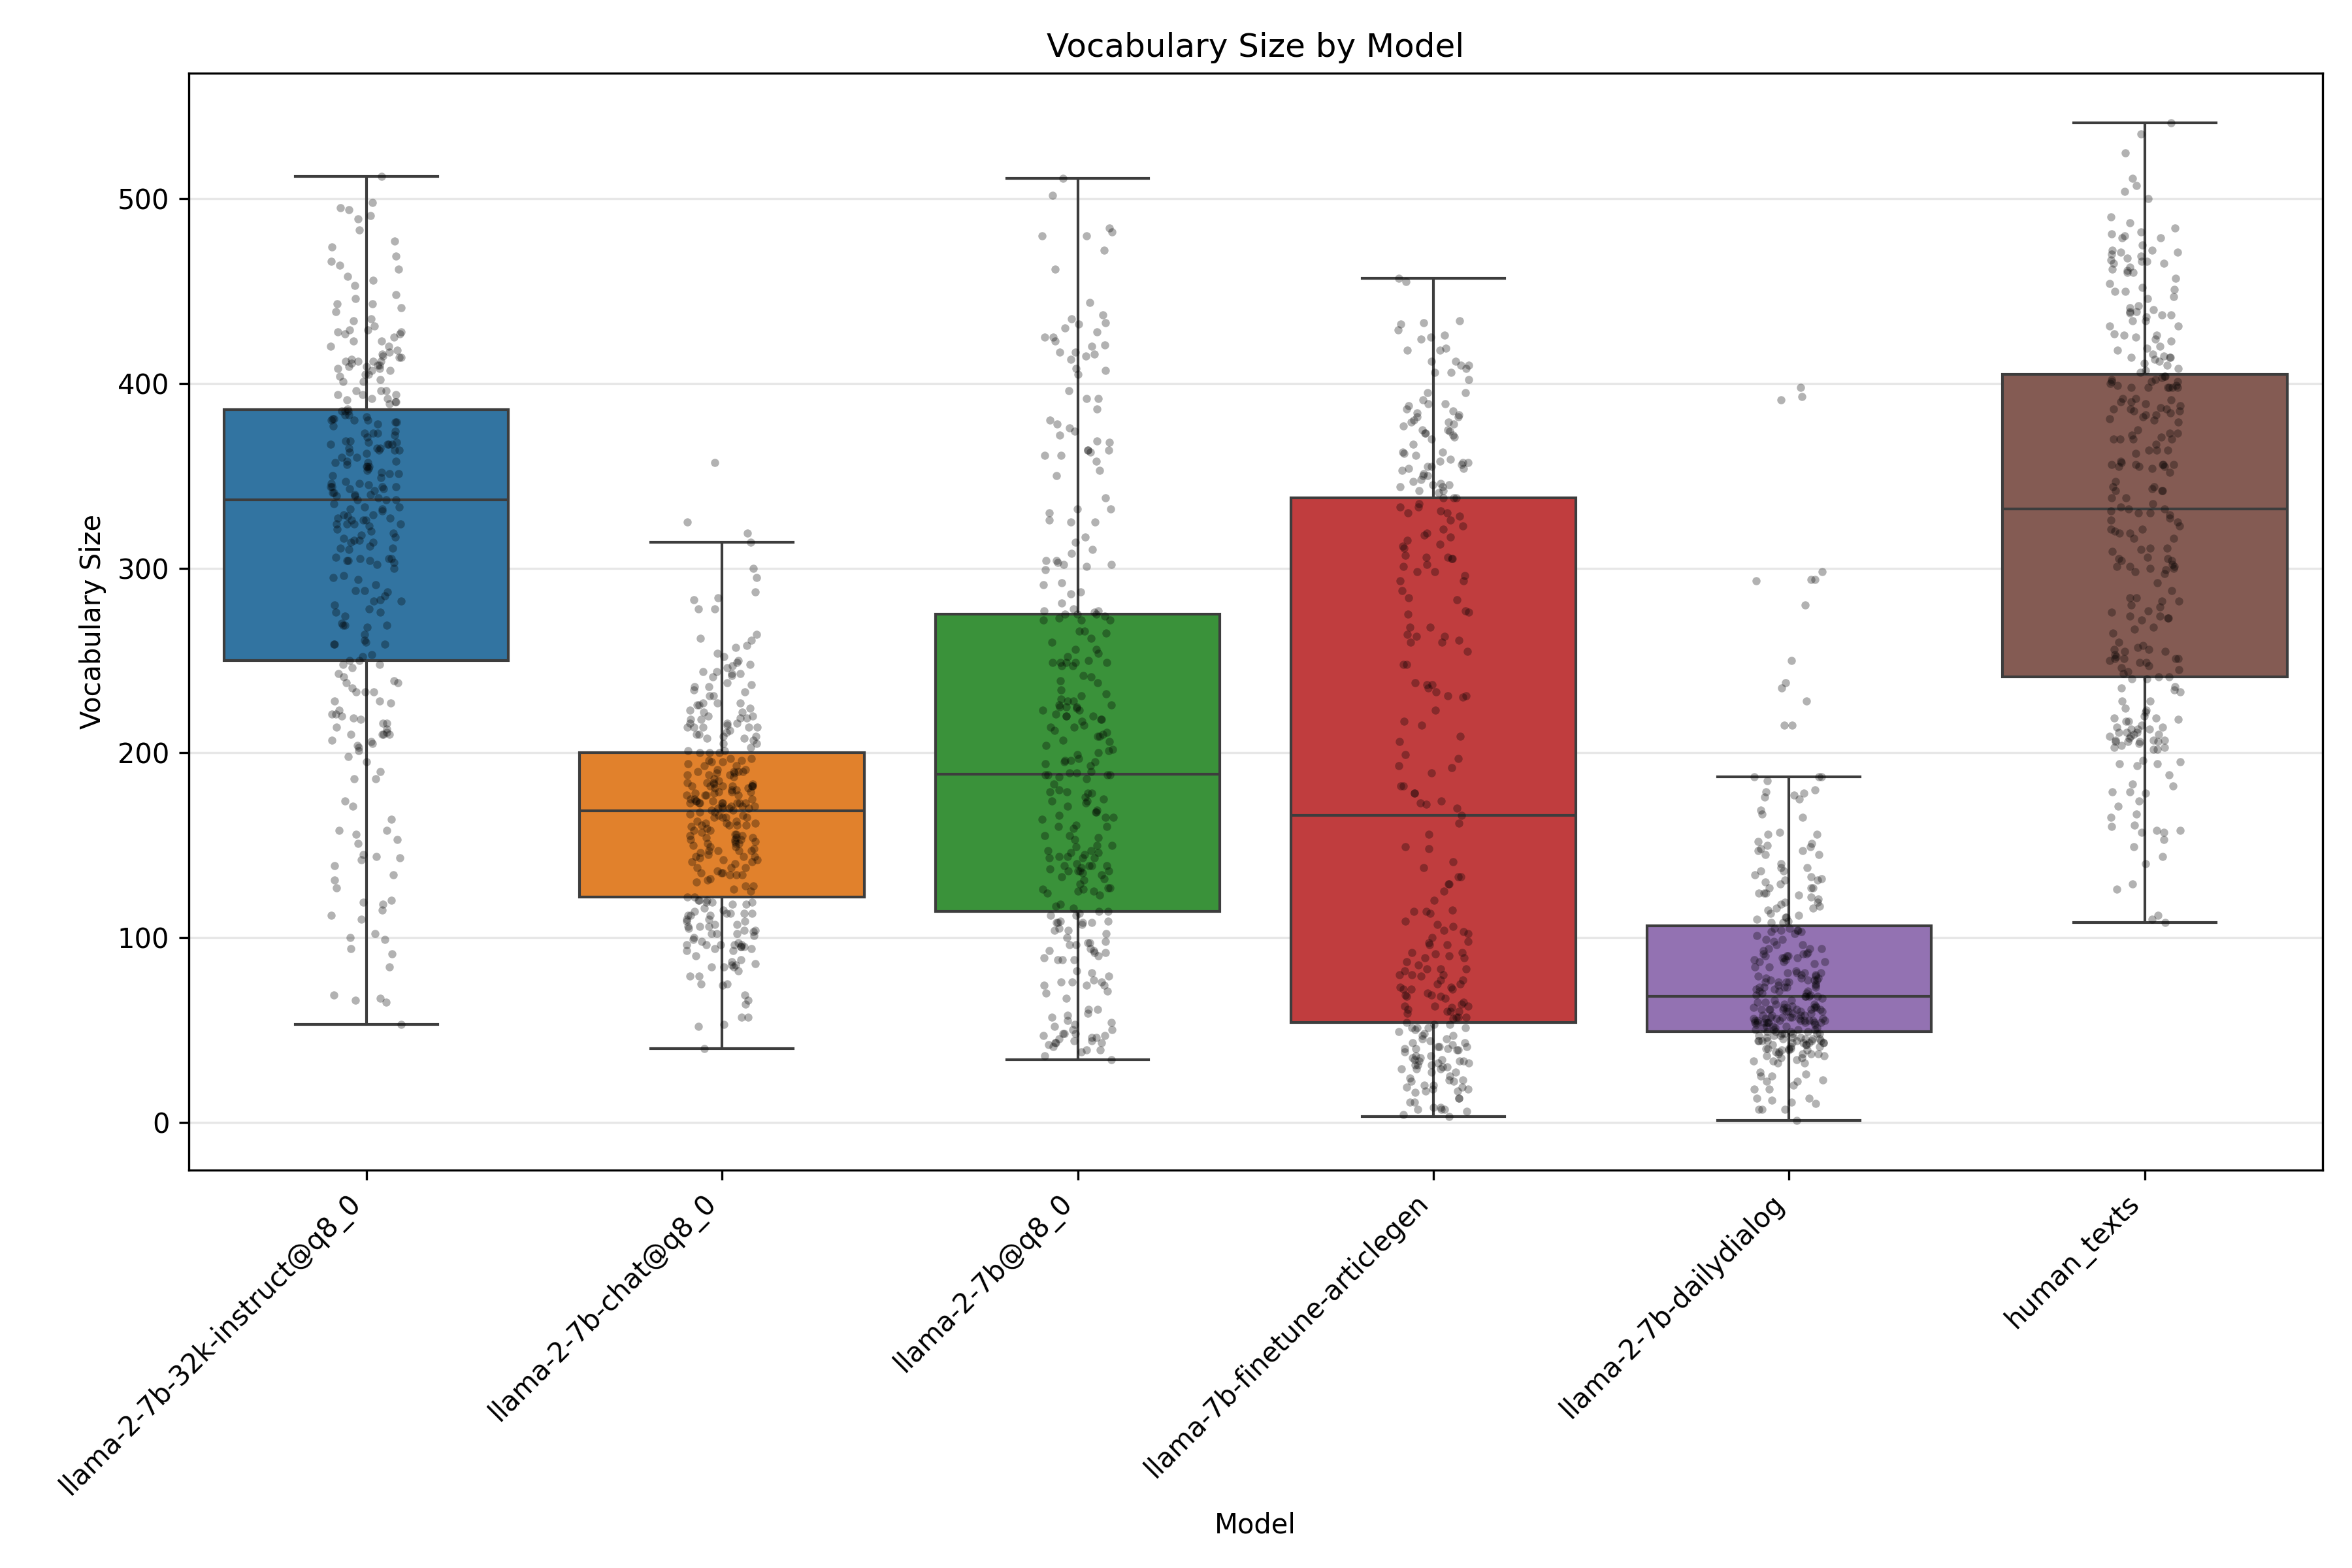 Vocabulary Size by Model
Vocabulary Size
500
400
300
200
100
0
llama-2-7b-32k-instruct@q8_0
llama-2-7b-chat@q8_0
llama-2-7b@q8_0
llama-7b-finetune-articlegen
llama-2-7b-dailydialog
human_texts
Model